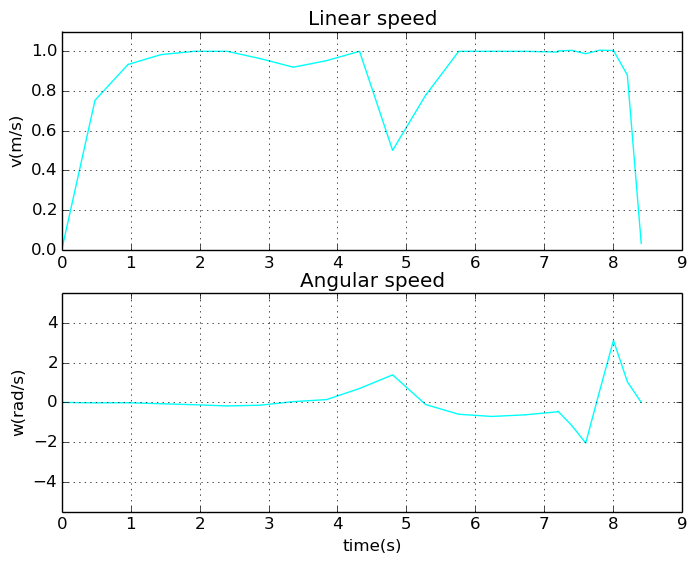 Linear speed
1.0
0.8
0.6
0.4
0.2
0.0
v(m/s)
0 1 2 3 4 5 6 7 8 9
Angular speed
4
2
0
−2
−4
w(rad/s)
0 1 2 3 4 5 6 7 8 9
time(s)